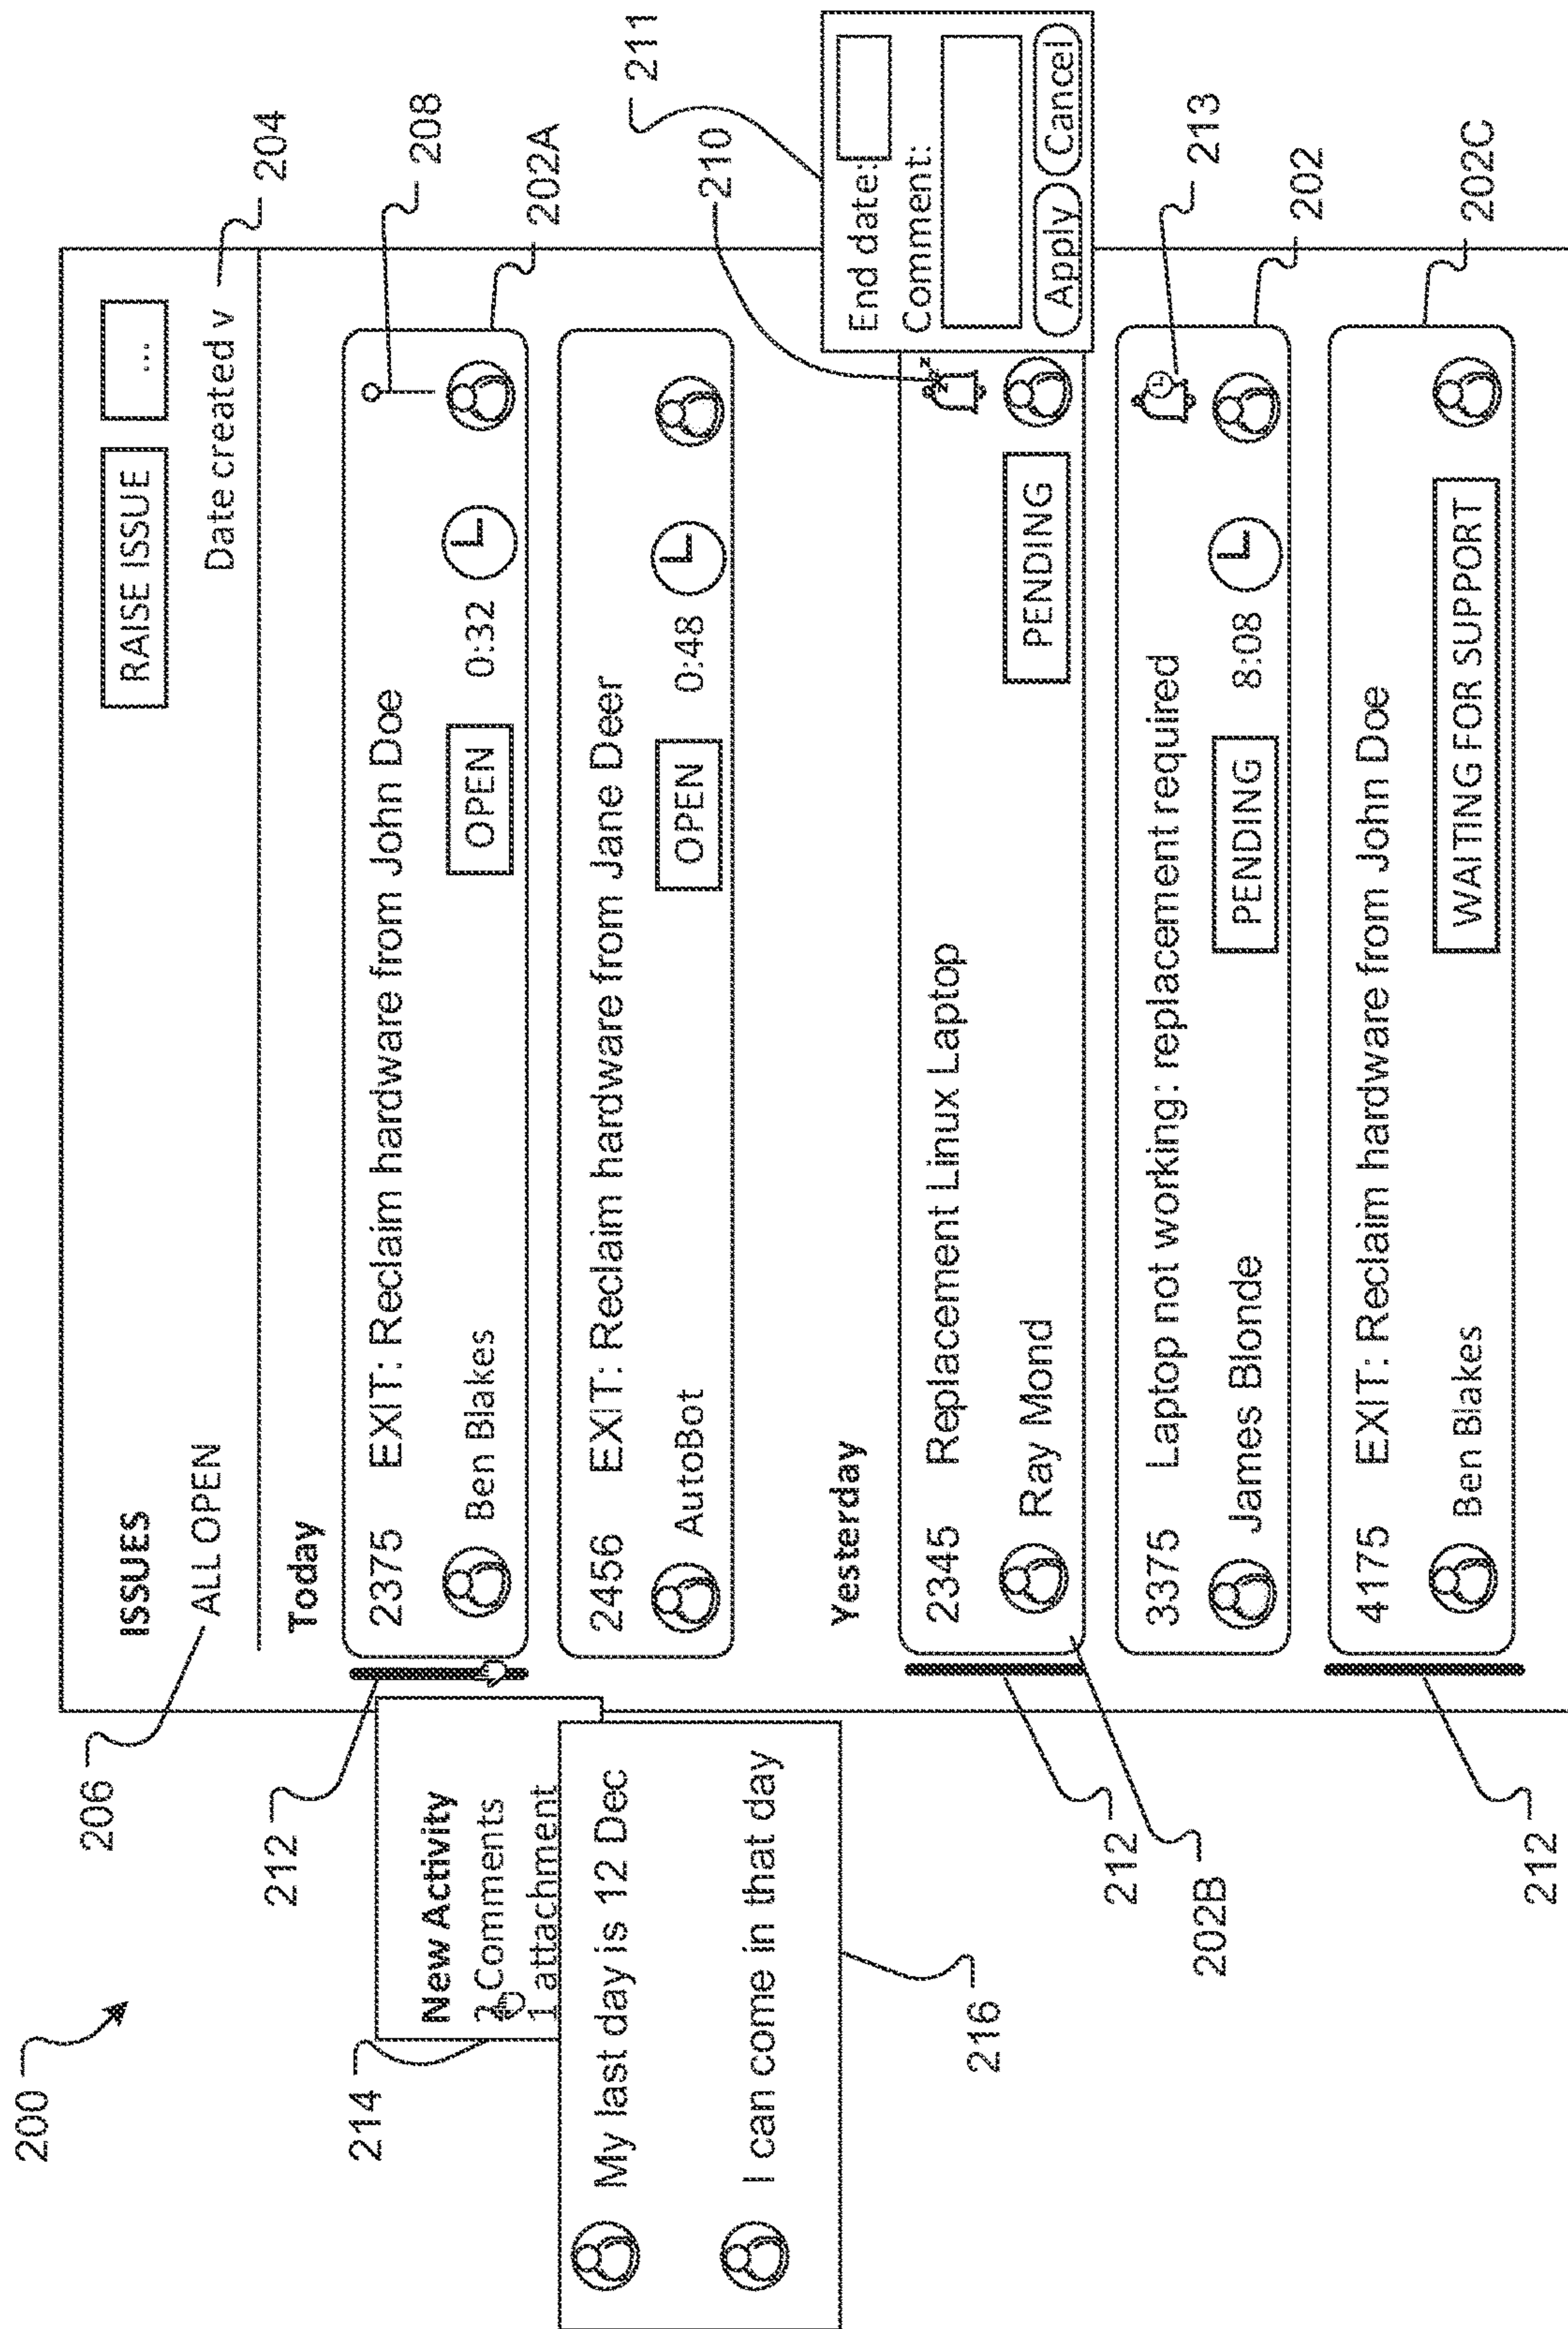 200
206
ISSUES
ALL OPEN
RAISE ISSUE
...
Date created v
204
Today
212
2375 EXIT: Reclaim hardware from John Doe
208
Ben Blakes
OPEN 0:32
202A
214
New Activity
2 Comments
1 attachment
2456 EXIT: Reclaim hardware from Jane Deer
AutoBot
OPEN 0:48
My last day is 12 Dec
I can come in that day
216
Yesterday
210
211
End date:
Comment:
Apply
Cancel
2345 Replacement Linux Laptop
Ray Mond
PENDING
212
202B
3375 Laptop not working: replacement required
213
James Blonde
PENDING 8:08
202
4175 EXIT: Reclaim hardware from John Doe
Ben Blakes
WAITING FOR SUPPORT
202C
212